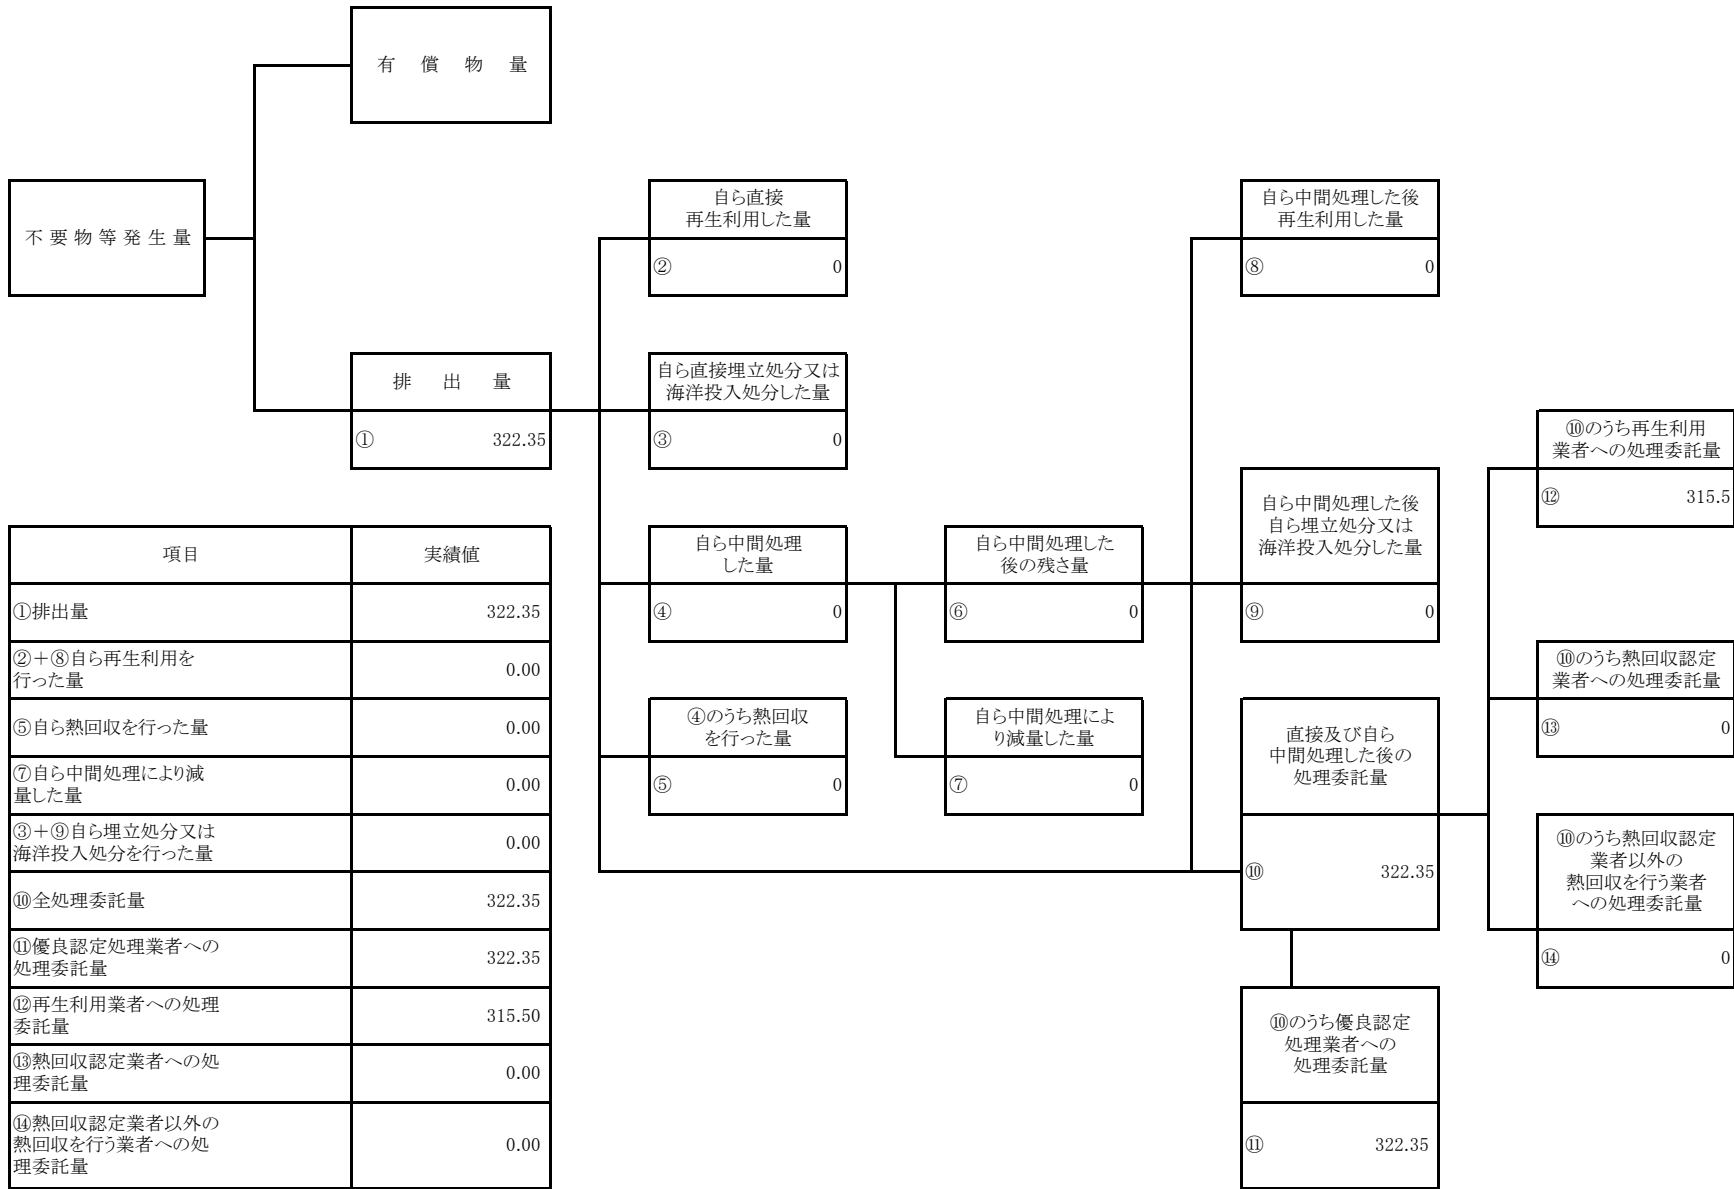 有償物量
不要物等発生量
排出量
① 322.35
自ら直接
再生利用した量
② 0
自ら直接埋立処分又は
海洋投入処分した量
③ 0
自ら中間処理
した量
④ 0
④のうち熱回収
を行った量
⑤ 0
自ら中間処理した
後の残さ量
⑥ 0
自ら中間処理によ
り減量した量
⑦ 0
自ら中間処理した後
再生利用した量
⑧ 0
自ら中間処理した後
自ら埋立処分又は
海洋投入処分した量
⑨ 0
直接及び自ら
中間処理した後の
処理委託量
⑩ 322.35
⑩のうち優良認定
処理業者への
処理委託量
⑪ 322.35
⑩のうち再生利用
業者への処理委託量
⑫ 315.5
⑩のうち熱回収認定
業者への処理委託量
⑬ 0
⑩のうち熱回収認定
業者以外の
熱回収を行う業者
への処理委託量
⑭ 0
項目 実績値
①排出量 322.35
②+⑧自ら再生利用を
行った量 0.00
⑤自ら熱回収を行った量 0.00
⑦自ら中間処理により減
量した量 0.00
③+⑨自ら埋立処分又は
海洋投入処分を行った量 0.00
⑩全処理委託量 322.35
⑪優良認定処理業者への
処理委託量 322.35
⑫再生利用業者への処理
委託量 315.50
⑬熱回収認定業者への処
理委託量 0.00
⑭熱回収認定業者以外の
熱回収を行う業者への処
理委託量 0.00